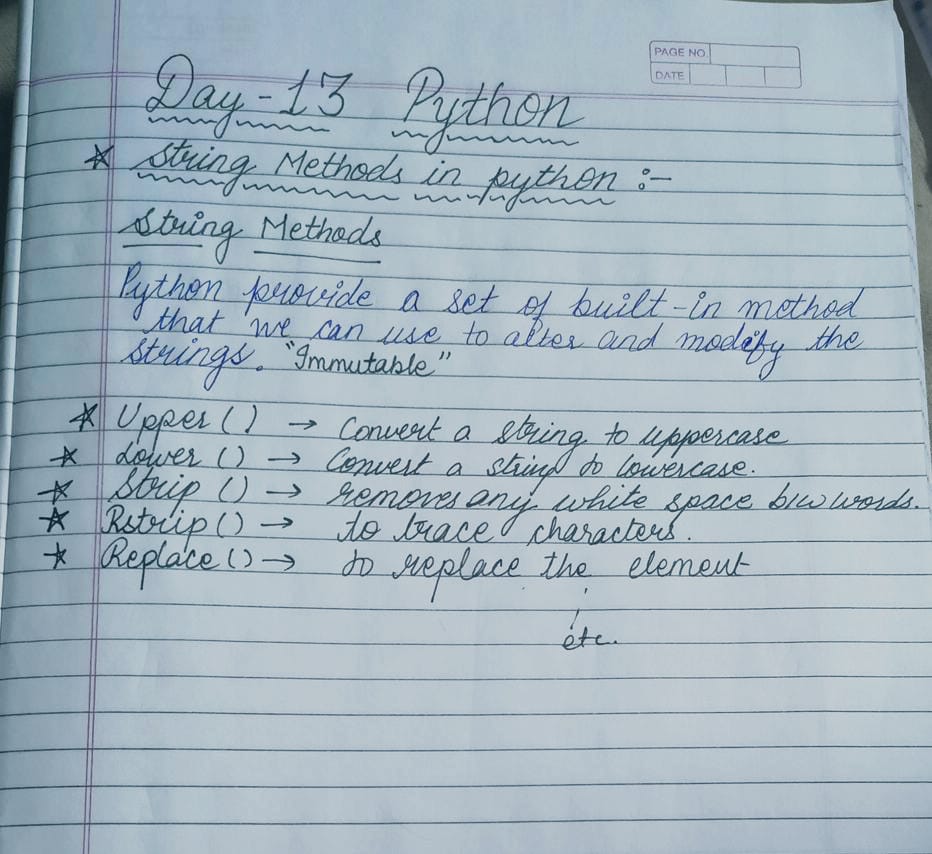 PAGE NO.
DATE
Day-13 Python
* String Methods in python :-
String Methods
Python provide a set of built-in method
that we can use to alter and modify the
strings. "Immutable"
* Upper () → Convert a string to uppercase
* Lower () → Convert a string to lowercase.
* Strip () → removes any white space b/w words.
* Rstrip () → to trace characters.
* Replace () → to replace the element
etc.